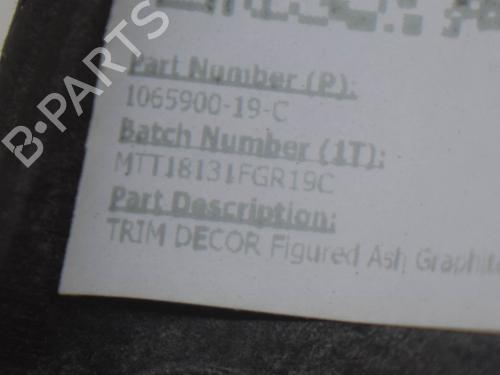 Part Number (P):
1065900-19-C
Batch Number (1T):
MTT18131FGR19C
Part Description:
TRIM DECOR Figured Ash Graphite
B-PARTS